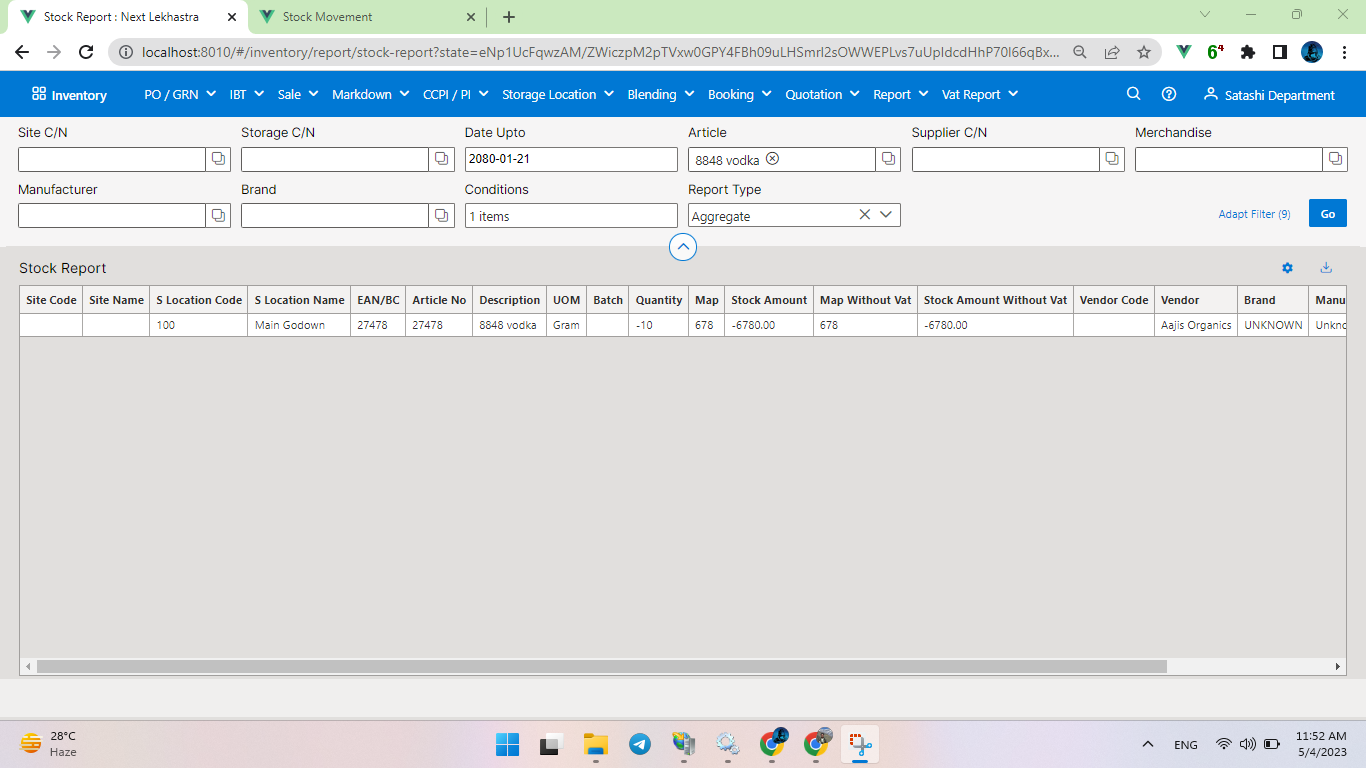 Stock Report : Next Lekhastra
Stock Movement
localhost:8010/#/inventory/report/stock-report?state=eNp1UcFqwzAM/ZWiczpM2pTVxw0GPY4FBh09uLHSmrl2sOWWEPLvs7uUpIdcdHhP70l66qBx...
6⁴
Inventory PO / GRN IBT Sale Markdown CCPI / PI Storage Location Blending Booking Quotation Report Vat Report Satashi Department
Site C/N Storage C/N Date Upto Article Supplier C/N Merchandise
2080-01-21 8848 vodka
Manufacturer Brand Conditions Report Type
1 items Aggregate Adapt Filter (9) Go
Stock Report
Site Code Site Name S Location Code S Location Name EAN/BC Article No Description UOM Batch Quantity Map Stock Amount Map Without Vat Stock Amount Without Vat Vendor Code Vendor Brand Manu
100 Main Godown 27478 27478 8848 vodka Gram -10 678 -6780.00 678 -6780.00 Aajis Organics UNKNOWN Unkno
28°C
Haze
ENG
11:52 AM
5/4/2023